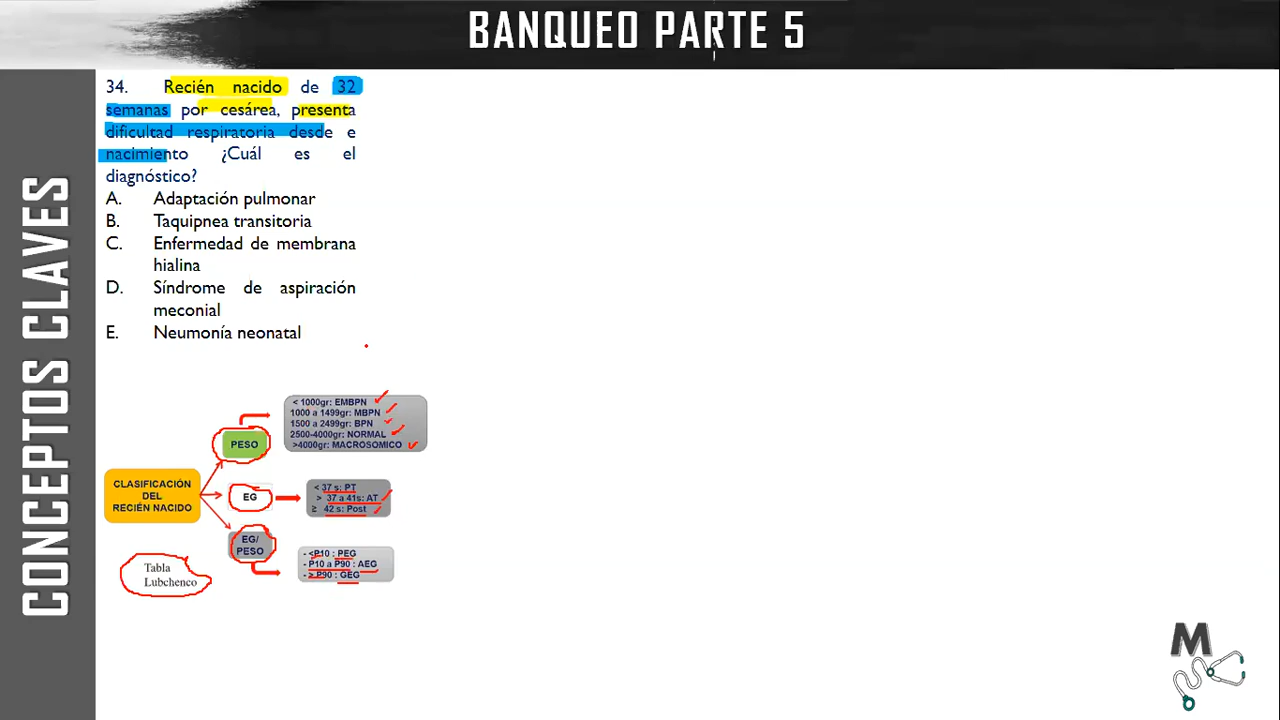 BANQUEO PARTE 5
CONCEPTOS CLAVES
34. Recién nacido de 32
semanas por cesárea, presenta
dificultad respiratoria desde e
nacimiento ¿Cuál es el
diagnóstico?
A. Adaptación pulmonar
B. Taquipnea transitoria
C. Enfermedad de membrana
hialina
D. Síndrome de aspiración
meconial
E. Neumonía neonatal
< 1000gr: EMBPN
1000 a 1499gr: MBPN
1500 a 2499gr: BPN
2500-4000gr: NORMAL
>4000gr: MACROSOMICO
PESO
CLASIFICACIÓN
DEL
RECIÉN NACIDO
EG
< 37 s: PT
> 37 a 41s: AT
≥ 42 s: Post
EG/
PESO
- <P10 : PEG
- P10 a P90 : AEG
- > P90 : GEG
Tabla
Lubchenco
M